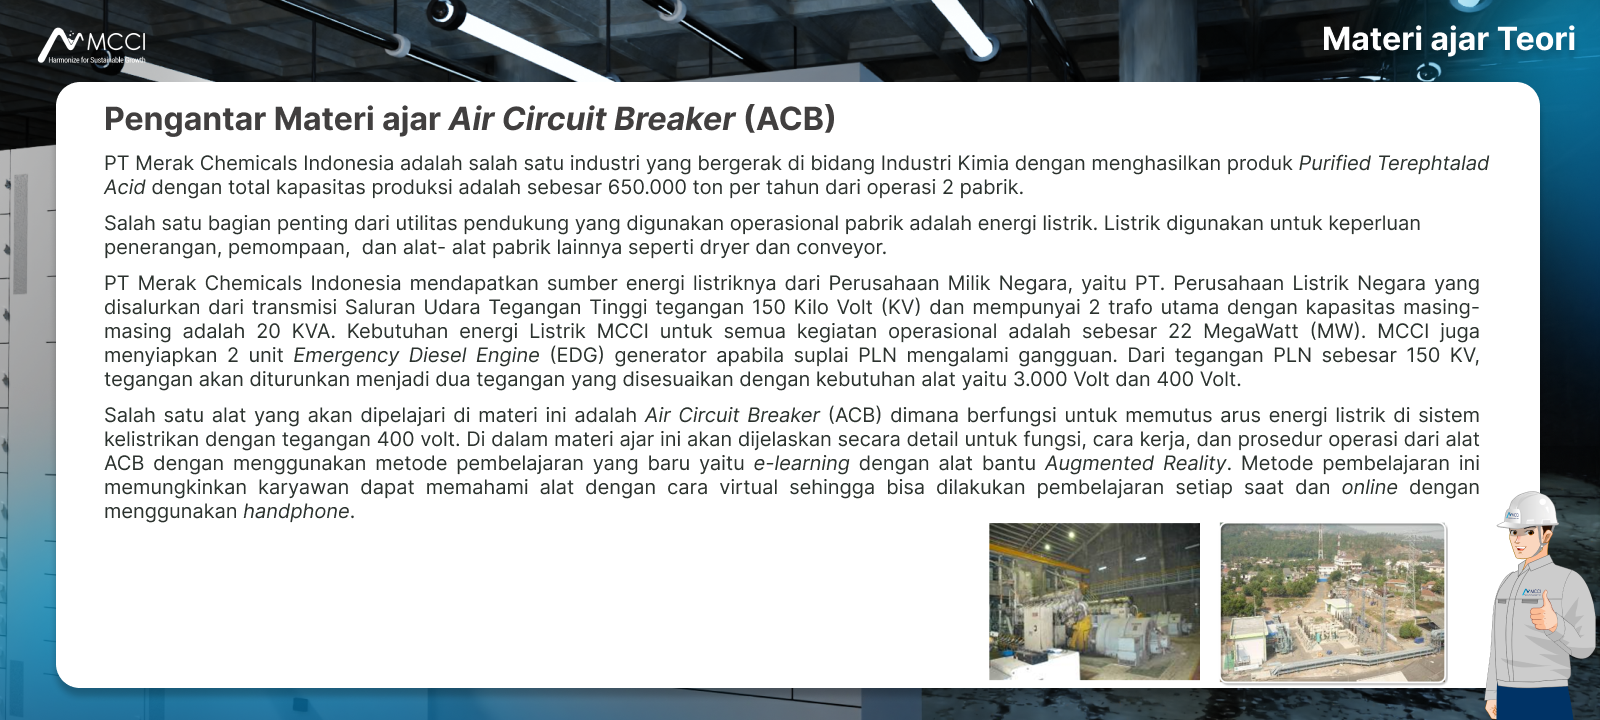 MCCI
Harmonize for Sustainable Growth
Materi ajar Teori
Pengantar Materi ajar Air Circuit Breaker (ACB)
PT Merak Chemicals Indonesia adalah salah satu industri yang bergerak di bidang Industri Kimia dengan menghasilkan produk Purified Terephtalad
Acid dengan total kapasitas produksi adalah sebesar 650.000 ton per tahun dari operasi 2 pabrik.
Salah satu bagian penting dari utilitas pendukung yang digunakan operasional pabrik adalah energi listrik. Listrik digunakan untuk keperluan
penerangan, pemompaan,  dan alat- alat pabrik lainnya seperti dryer dan conveyor.
PT Merak Chemicals Indonesia mendapatkan sumber energi listriknya dari Perusahaan Milik Negara, yaitu PT. Perusahaan Listrik Negara yang
disalurkan dari transmisi Saluran Udara Tegangan Tinggi tegangan 150 Kilo Volt (KV) dan mempunyai 2 trafo utama dengan kapasitas masing-
masing adalah 20 KVA. Kebutuhan energi Listrik MCCI untuk semua kegiatan operasional adalah sebesar 22 MegaWatt (MW). MCCI juga
menyiapkan 2 unit Emergency Diesel Engine (EDG) generator apabila suplai PLN mengalami gangguan. Dari tegangan PLN sebesar 150 KV,
tegangan akan diturunkan menjadi dua tegangan yang disesuaikan dengan kebutuhan alat yaitu 3.000 Volt dan 400 Volt.
Salah satu alat yang akan dipelajari di materi ini adalah Air Circuit Breaker (ACB) dimana berfungsi untuk memutus arus energi listrik di sistem
kelistrikan dengan tegangan 400 volt. Di dalam materi ajar ini akan dijelaskan secara detail untuk fungsi, cara kerja, dan prosedur operasi dari alat
ACB dengan menggunakan metode pembelajaran yang baru yaitu e-learning dengan alat bantu Augmented Reality. Metode pembelajaran ini
memungkinkan karyawan dapat memahami alat dengan cara virtual sehingga bisa dilakukan pembelajaran setiap saat dan online dengan
menggunakan handphone.
MCCI
MCCI